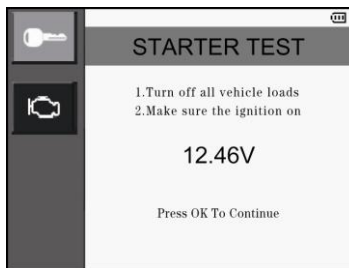 STARTER TEST
1.Turn off all vehicle loads
2.Make sure the ignition on
12.46V
Press OK To Continue